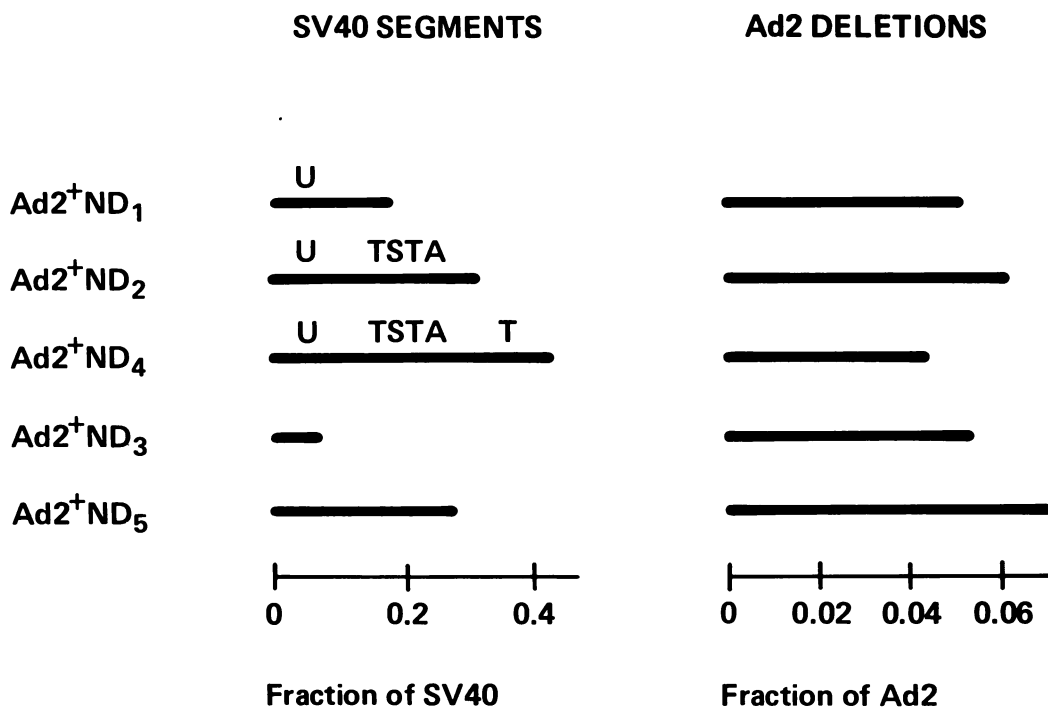 SV40 SEGMENTS Ad2 DELETIONS
U
Ad2⁺ND₁
U TSTA
Ad2⁺ND₂
U TSTA T
Ad2⁺ND₄
Ad2⁺ND₃
Ad2⁺ND₅
0 0.2 0.4 0 0.02 0.04 0.06
Fraction of SV40 Fraction of Ad2